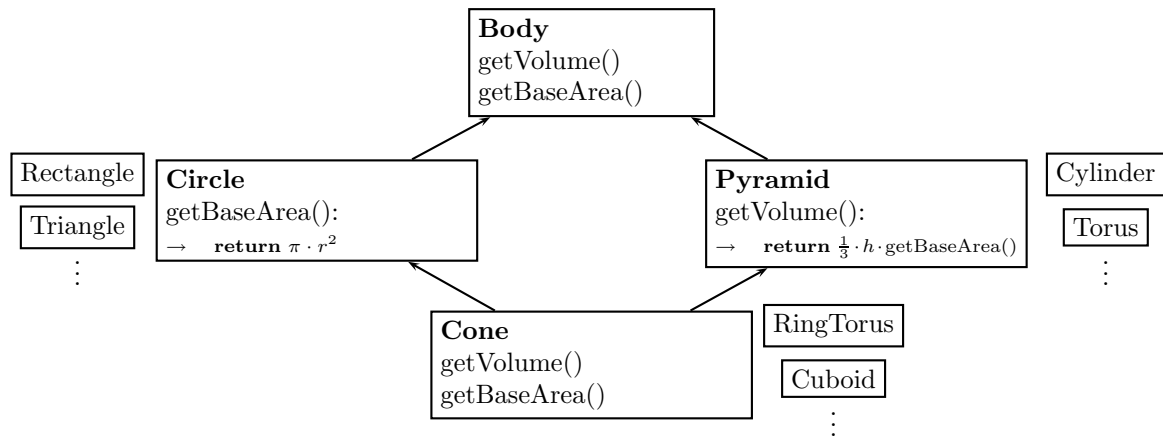 Body
getVolume()
getBaseArea()
Rectangle
Triangle
⋮
Circle
getBaseArea():
→ return π · r²
Pyramid
getVolume():
→ return 1/3 · h · getBaseArea()
Cylinder
Torus
⋮
Cone
getVolume()
getBaseArea()
RingTorus
Cuboid
⋮